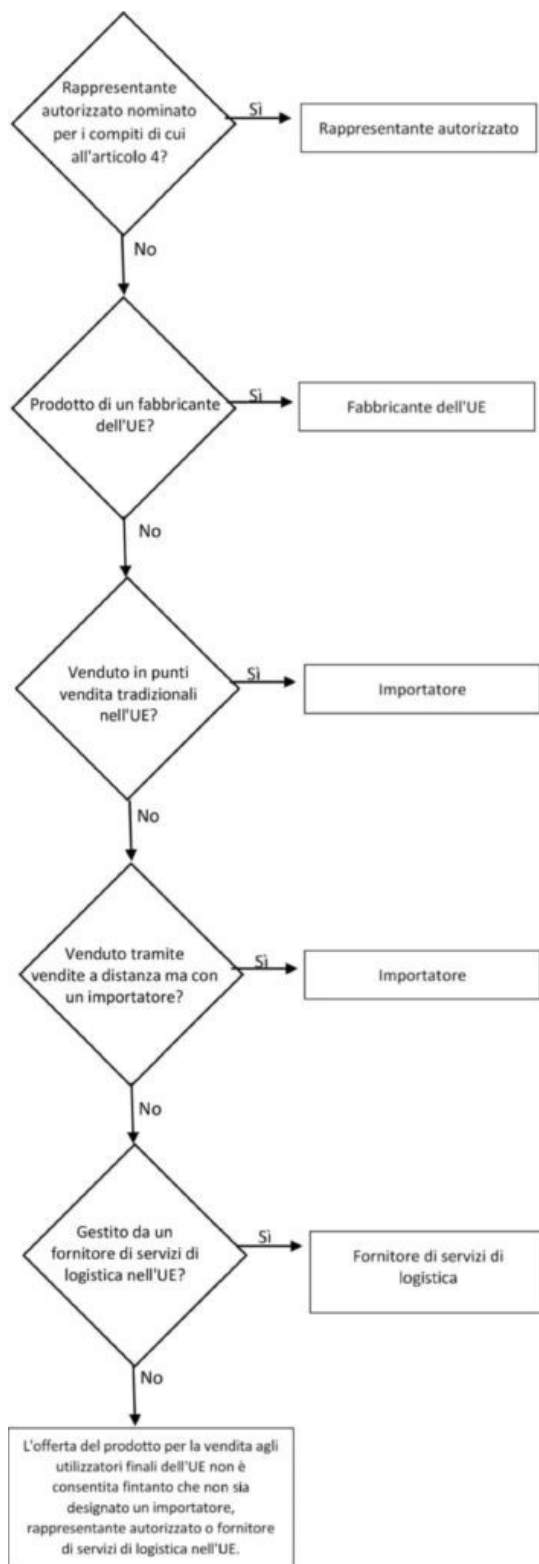 Rappresentante
autorizzato nominato
per i compiti di cui
all'articolo 4?
Sì
Rappresentante autorizzato
No
Prodotto di un fabbricante
dell'UE?
Sì
Fabbricante dell'UE
No
Venduto in punti
vendita tradizionali
nell'UE?
Sì
Importatore
No
Venduto tramite
vendite a distanza ma con
un importatore?
Sì
Importatore
No
Gestito da un
fornitore di servizi di
logistica nell'UE?
Sì
Fornitore di servizi di
logistica
No
L'offerta del prodotto per la vendita agli
utilizzatori finali dell'UE non è
consentita fintanto che non sia
designato un importatore,
rappresentante autorizzato o fornitore
di servizi di logistica nell'UE.